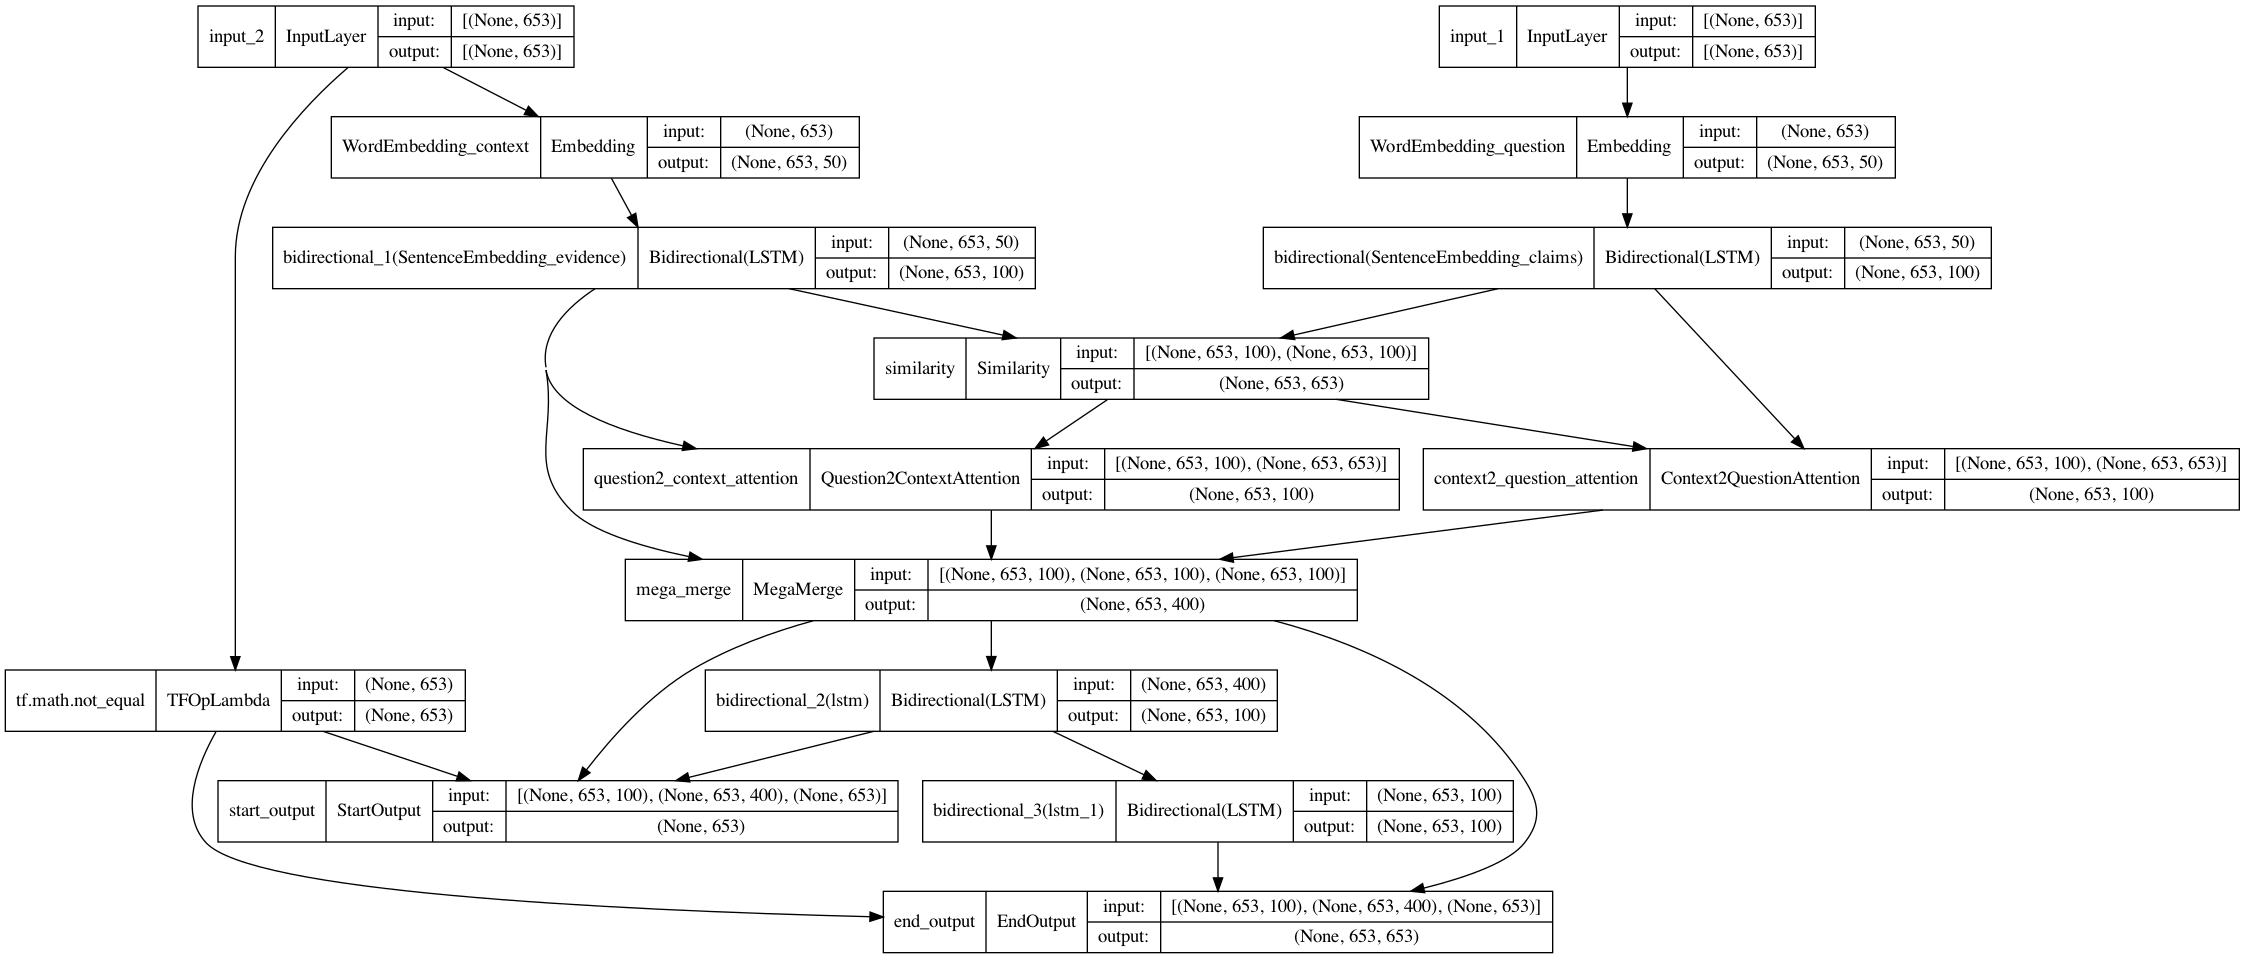 input_2 InputLayer input: [(None, 653)]
output: [(None, 653)]
input_1 InputLayer input: [(None, 653)]
output: [(None, 653)]
WordEmbedding_context Embedding input: (None, 653)
output: (None, 653, 50)
WordEmbedding_question Embedding input: (None, 653)
output: (None, 653, 50)
bidirectional_1(SentenceEmbedding_evidence) Bidirectional(LSTM) input: (None, 653, 50)
output: (None, 653, 100)
bidirectional(SentenceEmbedding_claims) Bidirectional(LSTM) input: (None, 653, 50)
output: (None, 653, 100)
similarity Similarity input: [(None, 653, 100), (None, 653, 100)]
output: (None, 653, 653)
question2_context_attention Question2ContextAttention input: [(None, 653, 100), (None, 653, 653)]
output: (None, 653, 100)
context2_question_attention Context2QuestionAttention input: [(None, 653, 100), (None, 653, 653)]
output: (None, 653, 100)
mega_merge MegaMerge input: [(None, 653, 100), (None, 653, 100), (None, 653, 100)]
output: (None, 653, 400)
tf.math.not_equal TFOpLambda input: (None, 653)
output: (None, 653)
bidirectional_2(lstm) Bidirectional(LSTM) input: (None, 653, 400)
output: (None, 653, 100)
start_output StartOutput input: [(None, 653, 100), (None, 653, 400), (None, 653)]
output: (None, 653)
bidirectional_3(lstm_1) Bidirectional(LSTM) input: (None, 653, 100)
output: (None, 653, 100)
end_output EndOutput input: [(None, 653, 100), (None, 653, 400), (None, 653)]
output: (None, 653, 653)